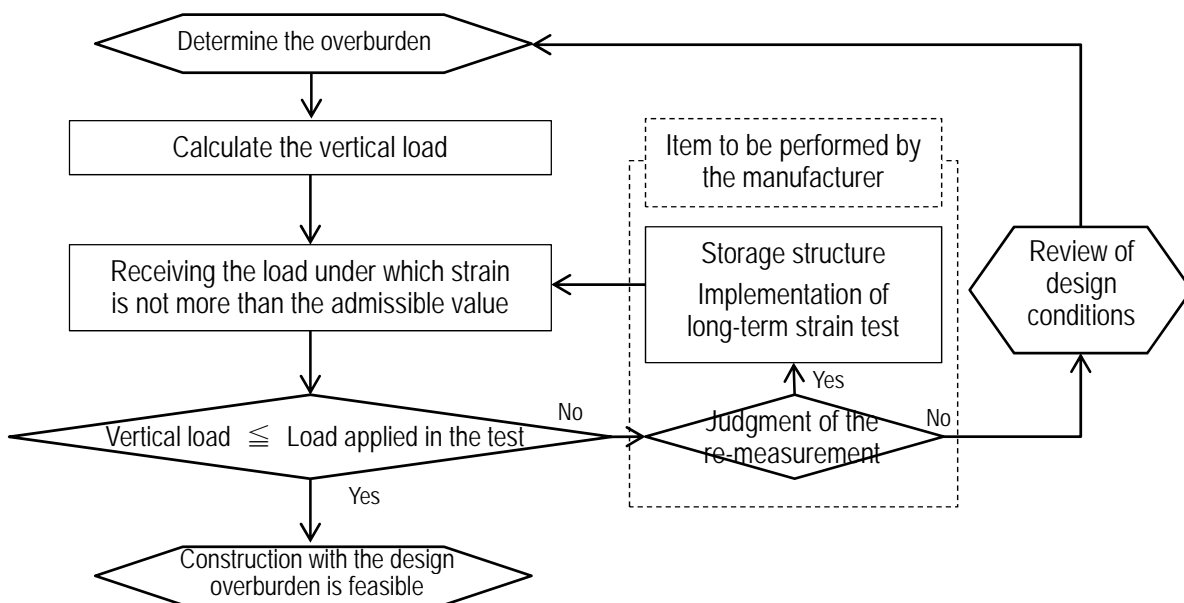 Determine the overburden
Calculate the vertical load
Item to be performed by
the manufacturer
Receiving the load under which strain
is not more than the admissible value
Storage structure
Implementation of
long-term strain test
Review of
design
conditions
Yes
No
No
Vertical load ≦ Load applied in the test
Judgment of the
re-measurement
Yes
Construction with the design
overburden is feasible